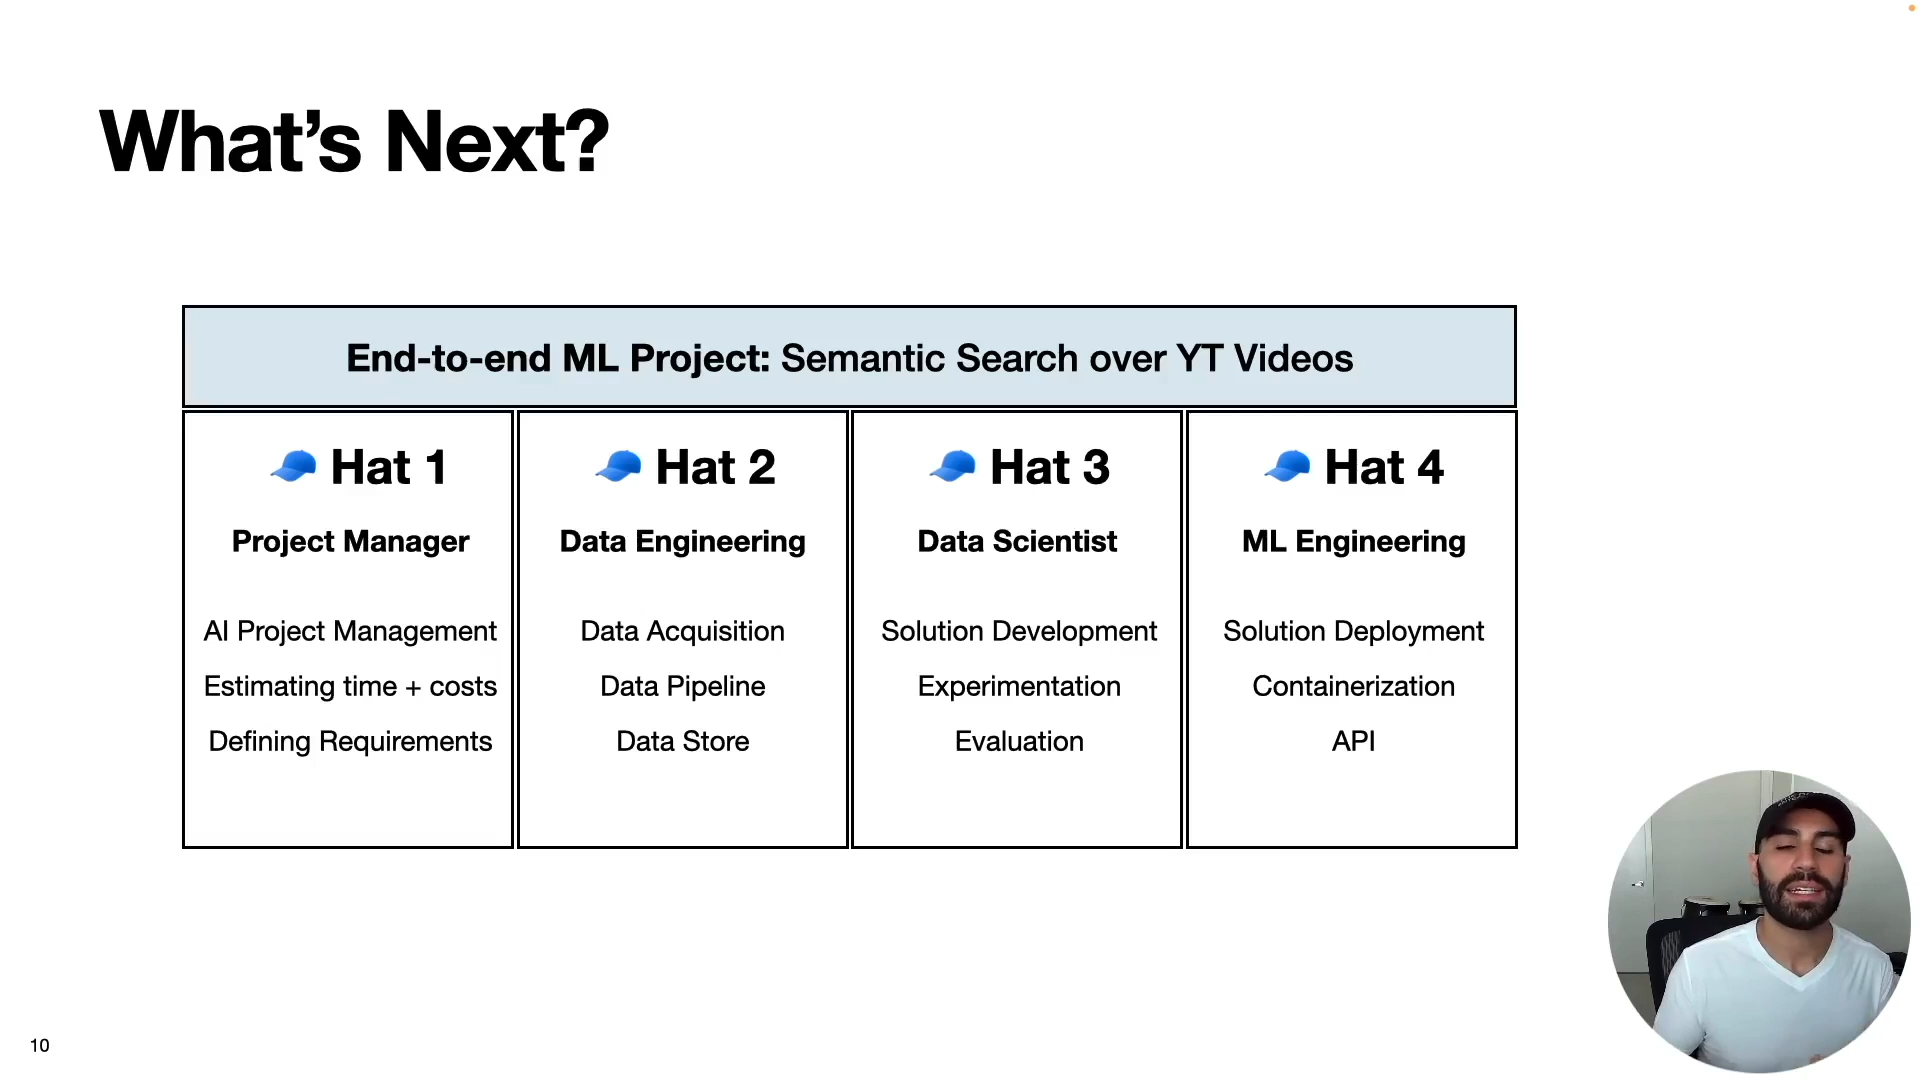 What's Next?
End-to-end ML Project: Semantic Search over YT Videos
Hat 1
Project Manager
AI Project Management
Estimating time + costs
Defining Requirements
Hat 2
Data Engineering
Data Acquisition
Data Pipeline
Data Store
Hat 3
Data Scientist
Solution Development
Experimentation
Evaluation
Hat 4
ML Engineering
Solution Deployment
Containerization
API
10